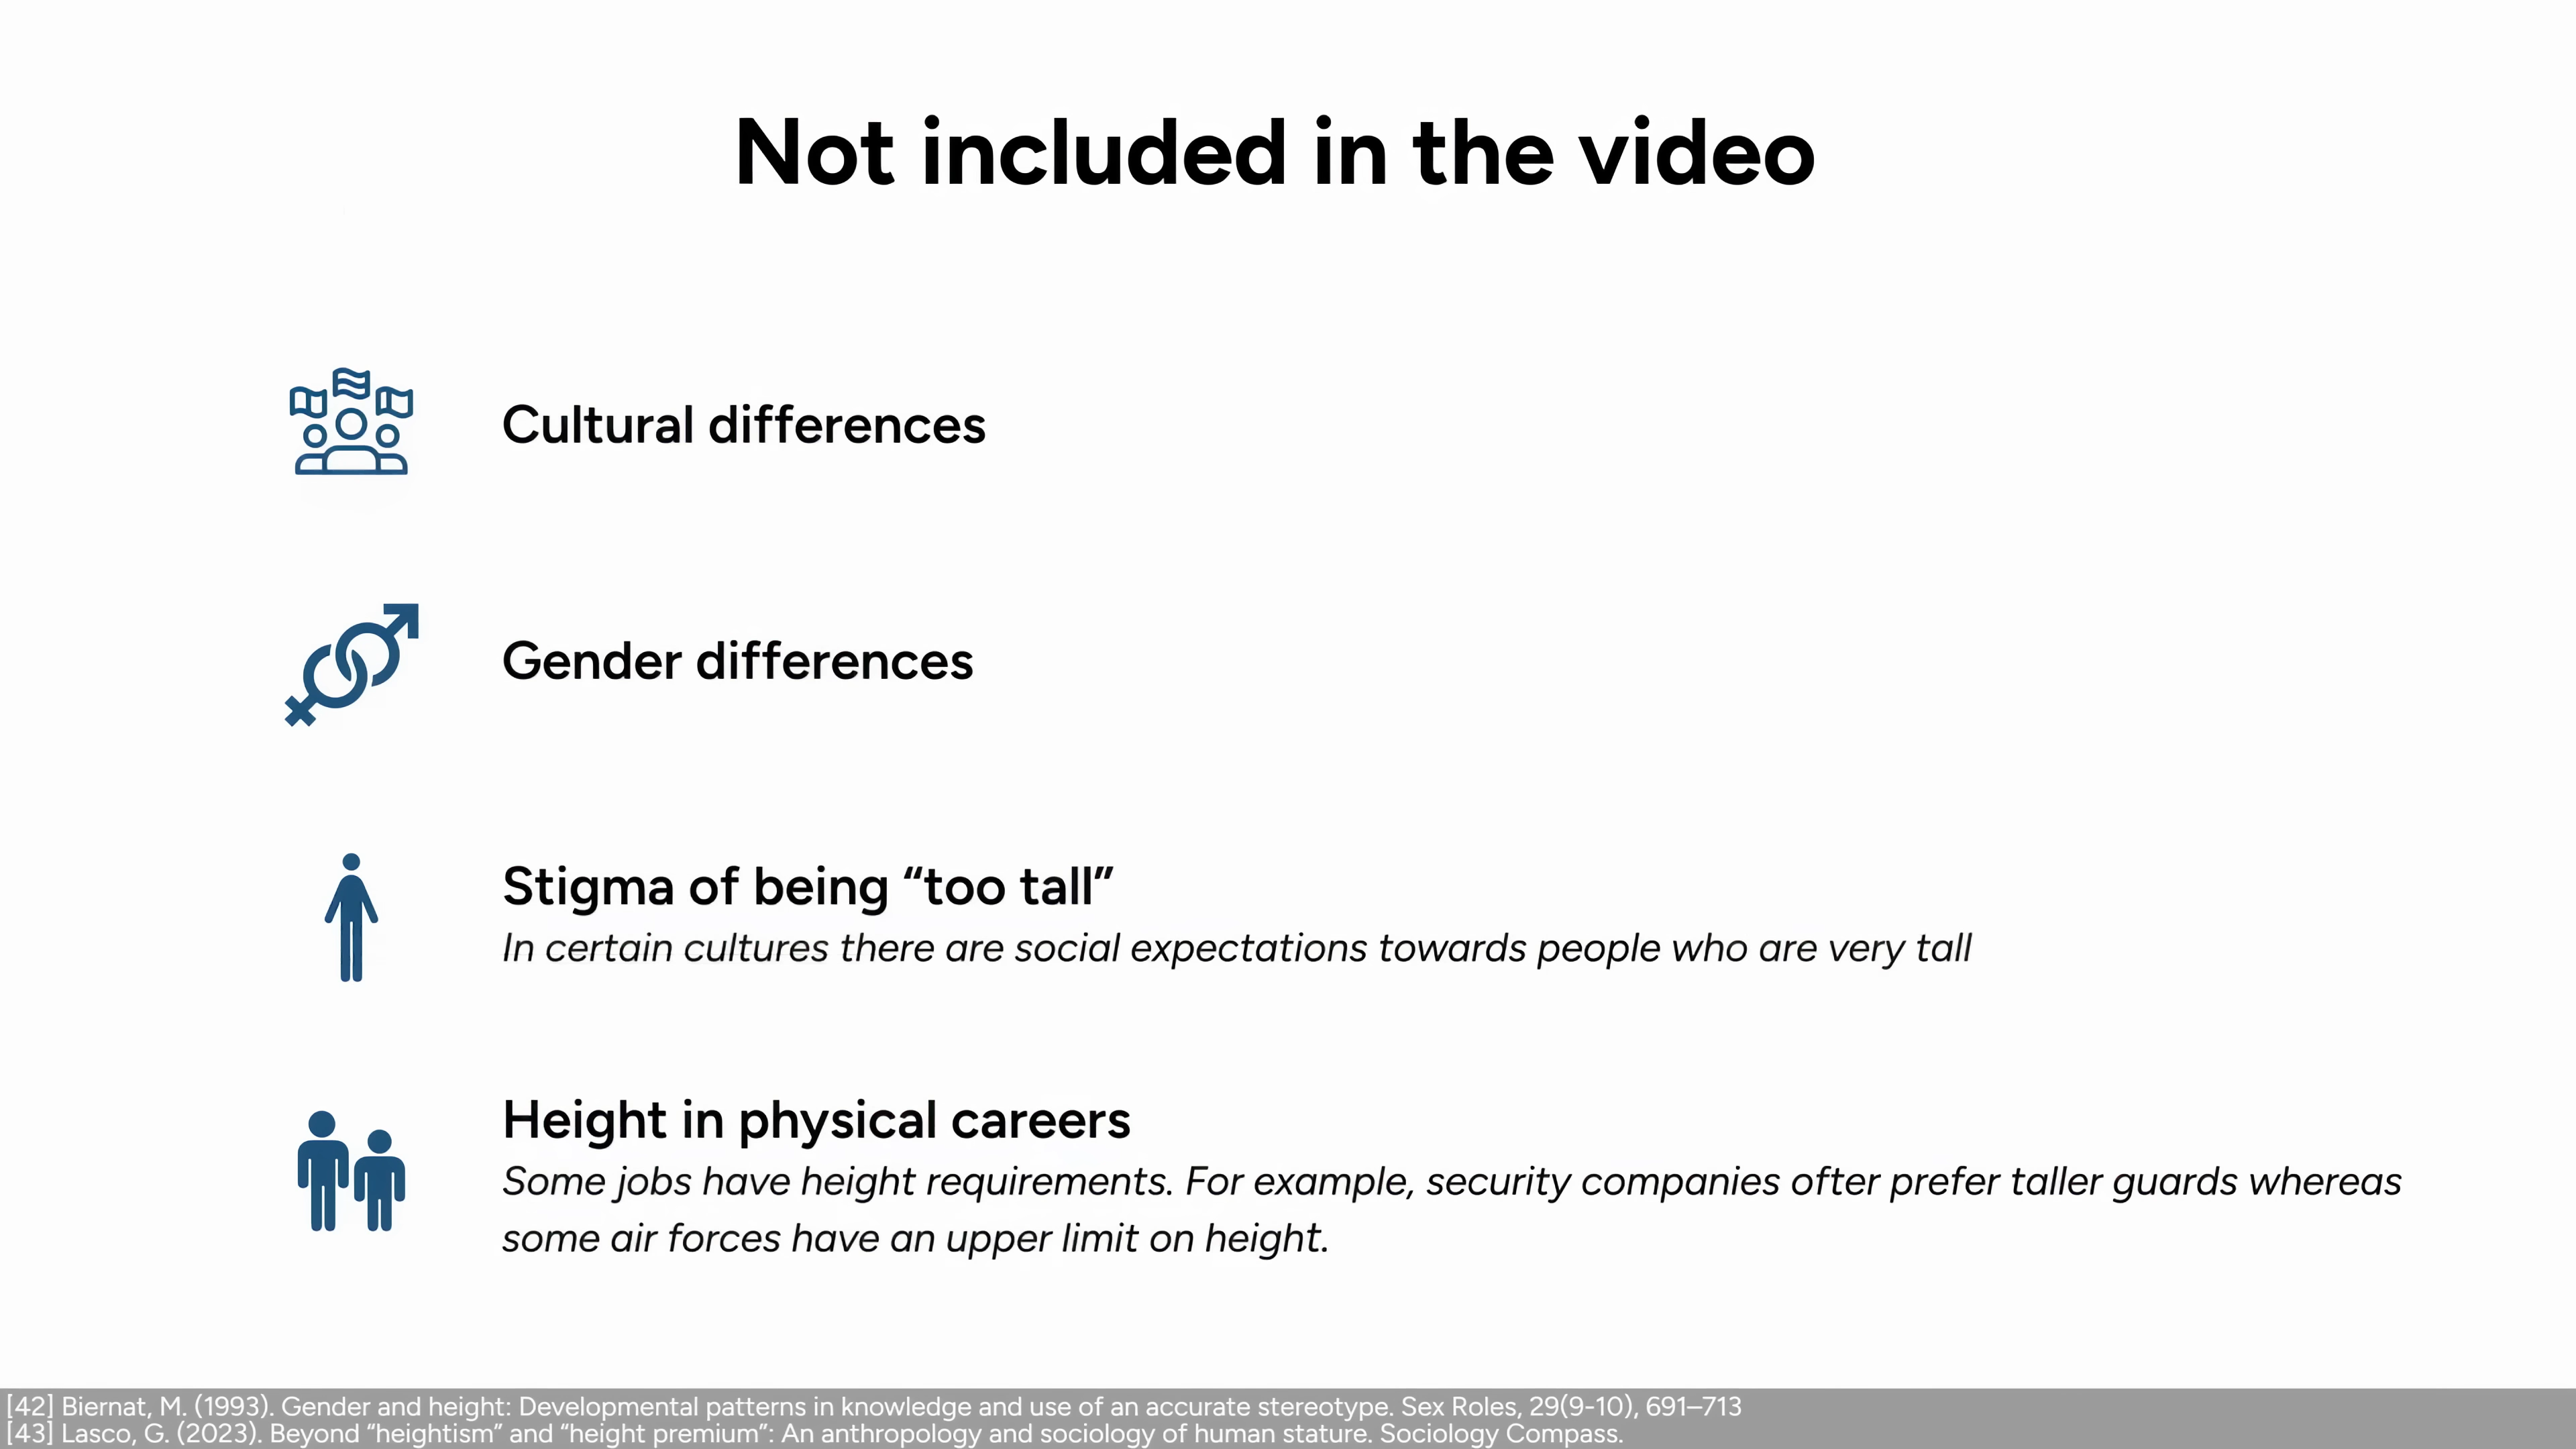 Not included in the video
Cultural differences
Gender differences
Stigma of being “too tall”
In certain cultures there are social expectations towards people who are very tall
Height in physical careers
Some jobs have height requirements. For example, security companies ofter prefer taller guards whereas
some air forces have an upper limit on height.
[42] Biernat, M. (1993). Gender and height: Developmental patterns in knowledge and use of an accurate stereotype. Sex Roles, 29(9-10), 691–713
[43] Lasco, G. (2023). Beyond “heightism” and “height premium”: An anthropology and sociology of human stature. Sociology Compass.